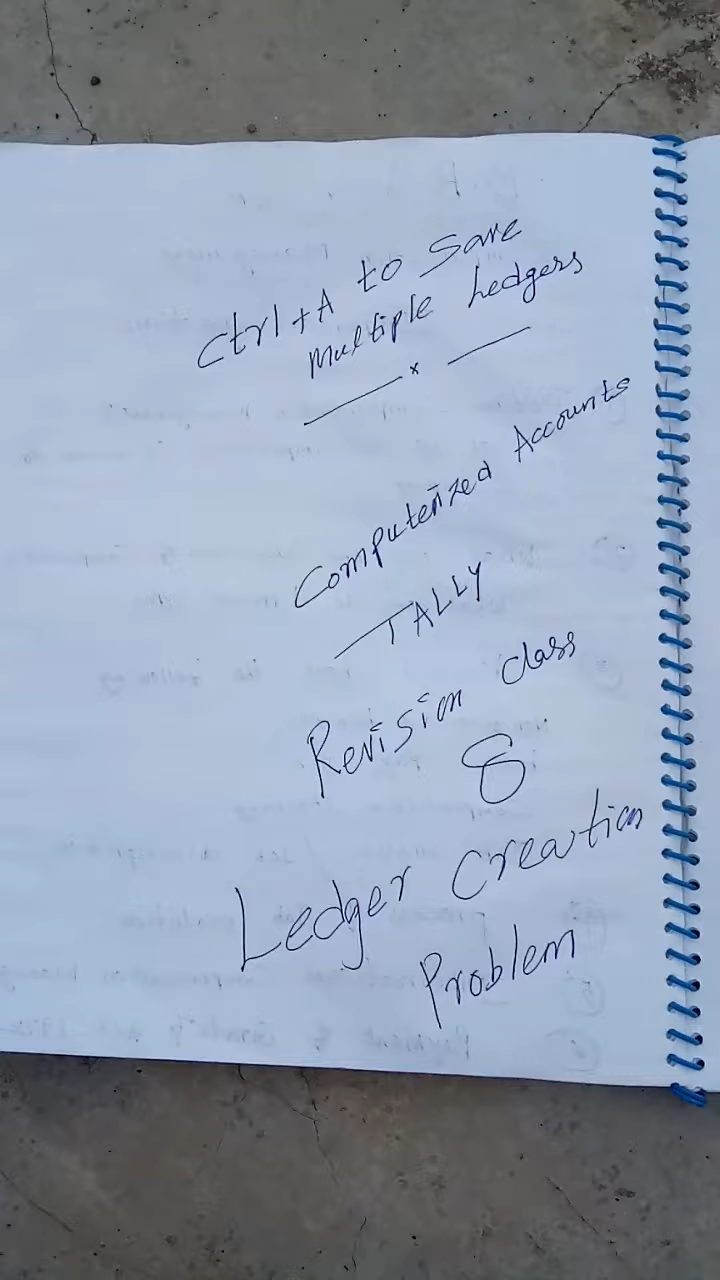 Ctrl+A to Save
Multiple Ledgers
x
Computerized Accounts
TALLY
Revision class
&
Ledger Creation
Problem